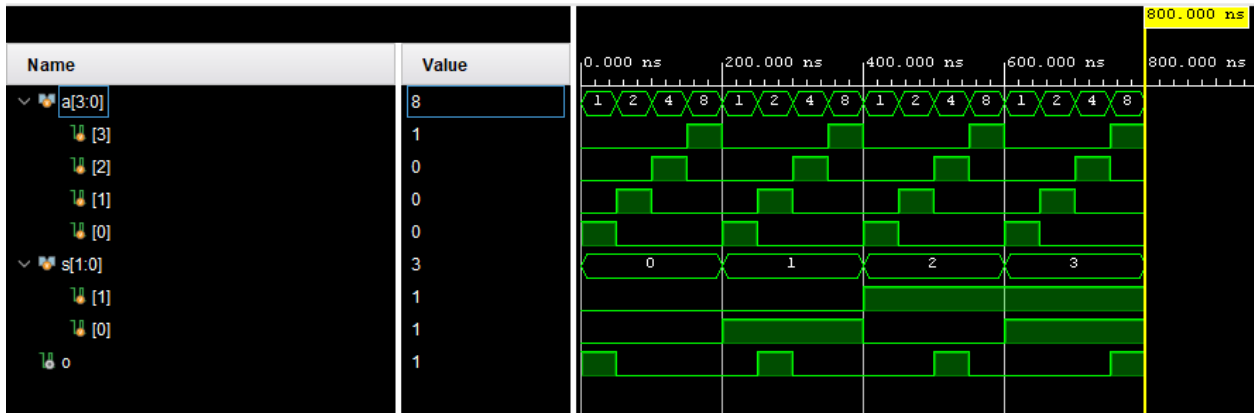 800.000 ns
Name Value 0.000 ns 200.000 ns 400.000 ns 600.000 ns 800.000 ns
a[3:0] 8 1 2 4 8 1 2 4 8 1 2 4 8 1 2 4 8
[3] 1
[2] 0
[1] 0
[0] 0
s[1:0] 3 0 1 2 3
[1] 1
[0] 1
o 1